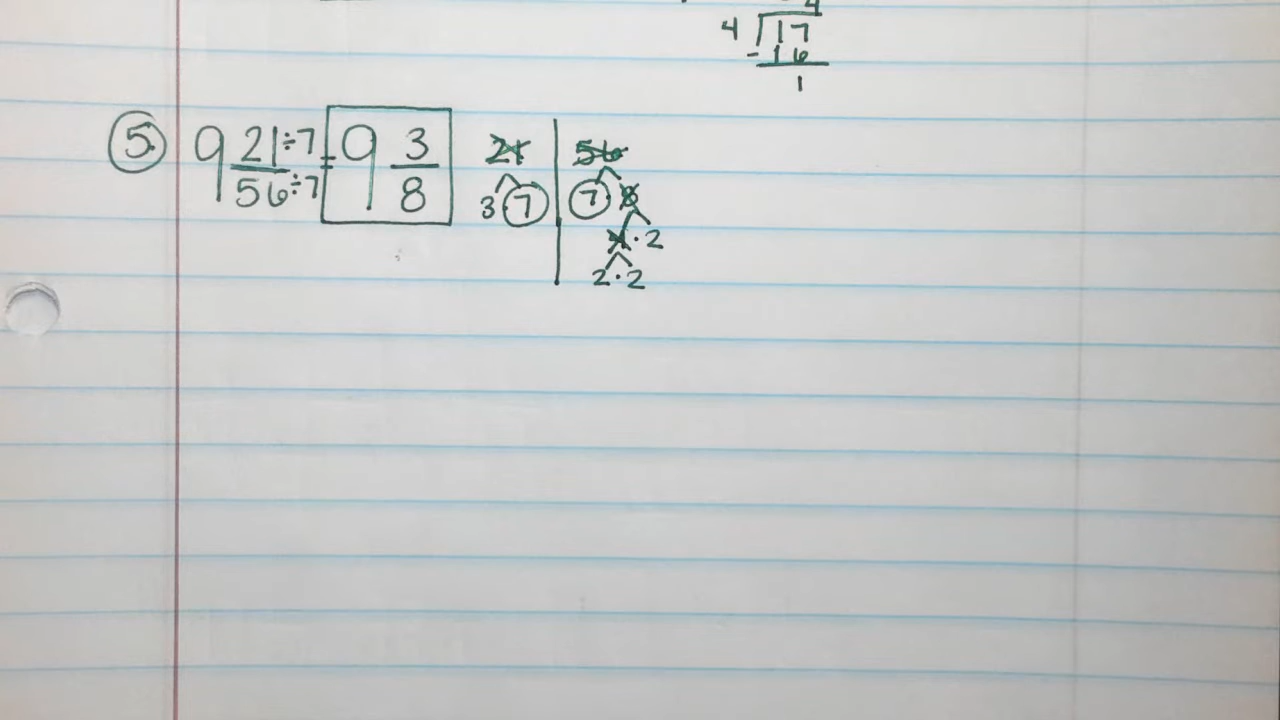 4
4 17
- 16
1
5. 9 21÷7/56÷7 = 9 3/8
21 56
3 7 7 · 8
4 · 2
2 · 2